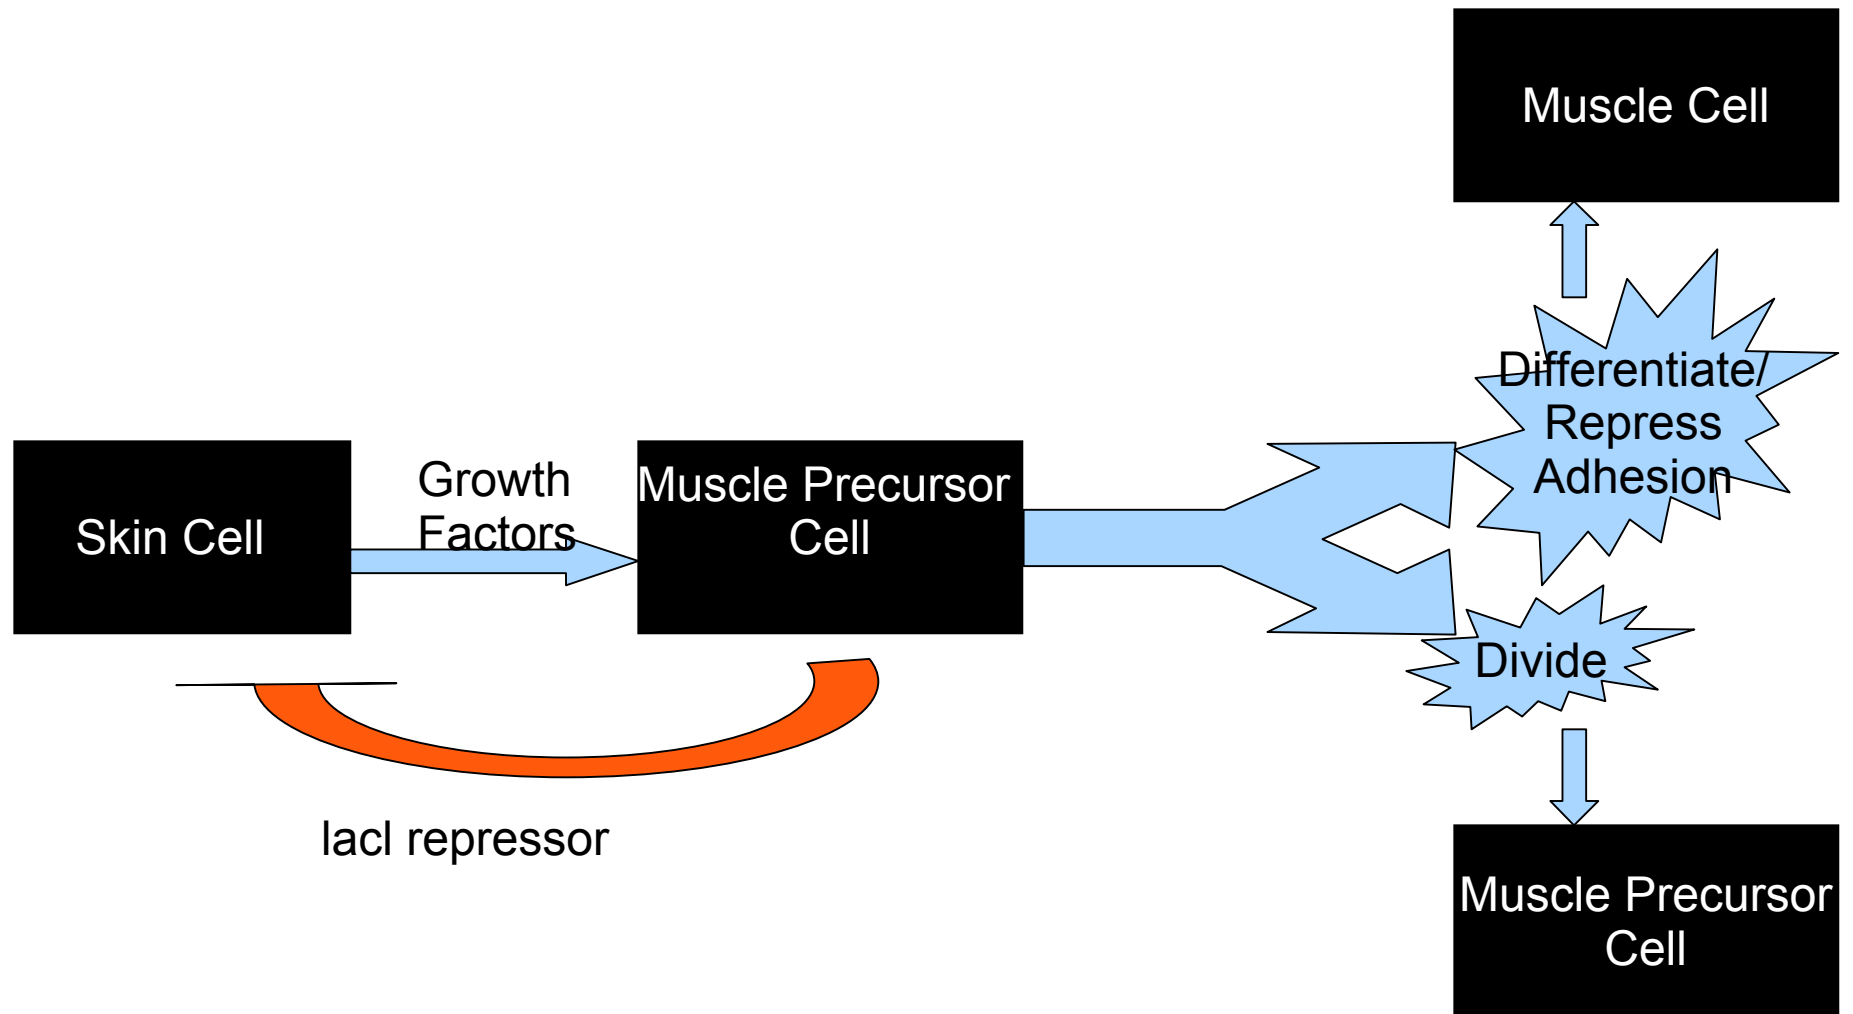 Muscle Cell
Differentiate/
Repress
Adhesion
Growth
Factors
Skin Cell
Muscle Precursor
Cell
Divide
lacI repressor
Muscle Precursor
Cell